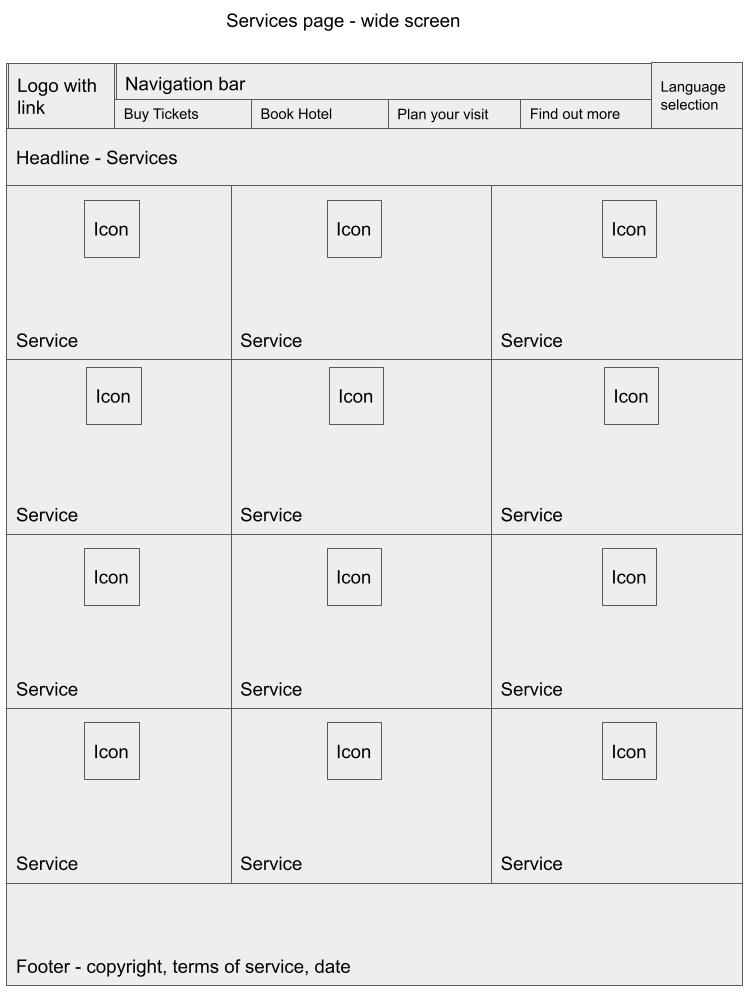 Services page - wide screen
Logo with
link
Navigation bar
Language
selection
Buy Tickets
Book Hotel
Plan your visit
Find out more
Headline - Services
Icon
Icon
Icon
Service
Service
Service
Icon
Icon
Icon
Service
Service
Service
Icon
Icon
Icon
Service
Service
Service
Icon
Icon
Icon
Service
Service
Service
Footer - copyright, terms of service, date